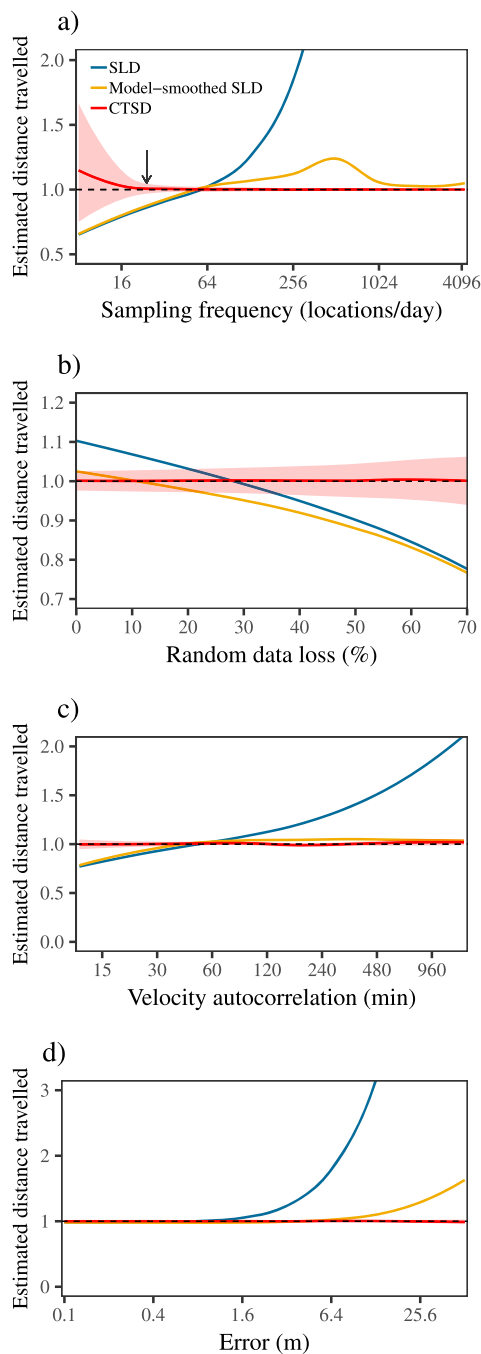 a)
Estimated distance travelled
2.0
1.5
1.0
0.5
SLD
Model−smoothed SLD
CTSD
16 64 256 1024 4096
Sampling frequency (locations/day)
b)
Estimated distance travelled
1.2
1.1
1.0
0.9
0.8
0.7
0 10 20 30 40 50 60 70
Random data loss (%)
c)
Estimated distance travelled
2.0
1.5
1.0
0.5
0.0
15 30 60 120 240 480 960
Velocity autocorrelation (min)
d)
Estimated distance travelled
3
2
1
0
0.1 0.4 1.6 6.4 25.6
Error (m)